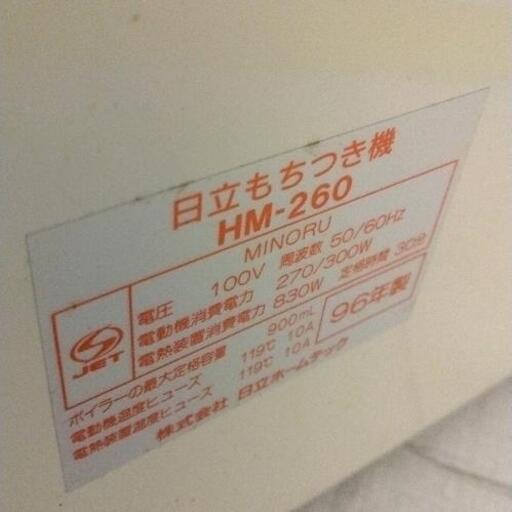 日立もちつき機
HM-260
MINORU
電圧 100V 周波数 50/60Hz
電動機消費電力 270/300W
電熱装置消費電力 830W 定格時間 30分
ボイラーの最大定格容量 900mL
電動機温度ヒューズ 119℃ 10A
電熱装置温度ヒューズ 119℃ 10A
96年製
株式会社 日立ホームテック
JET